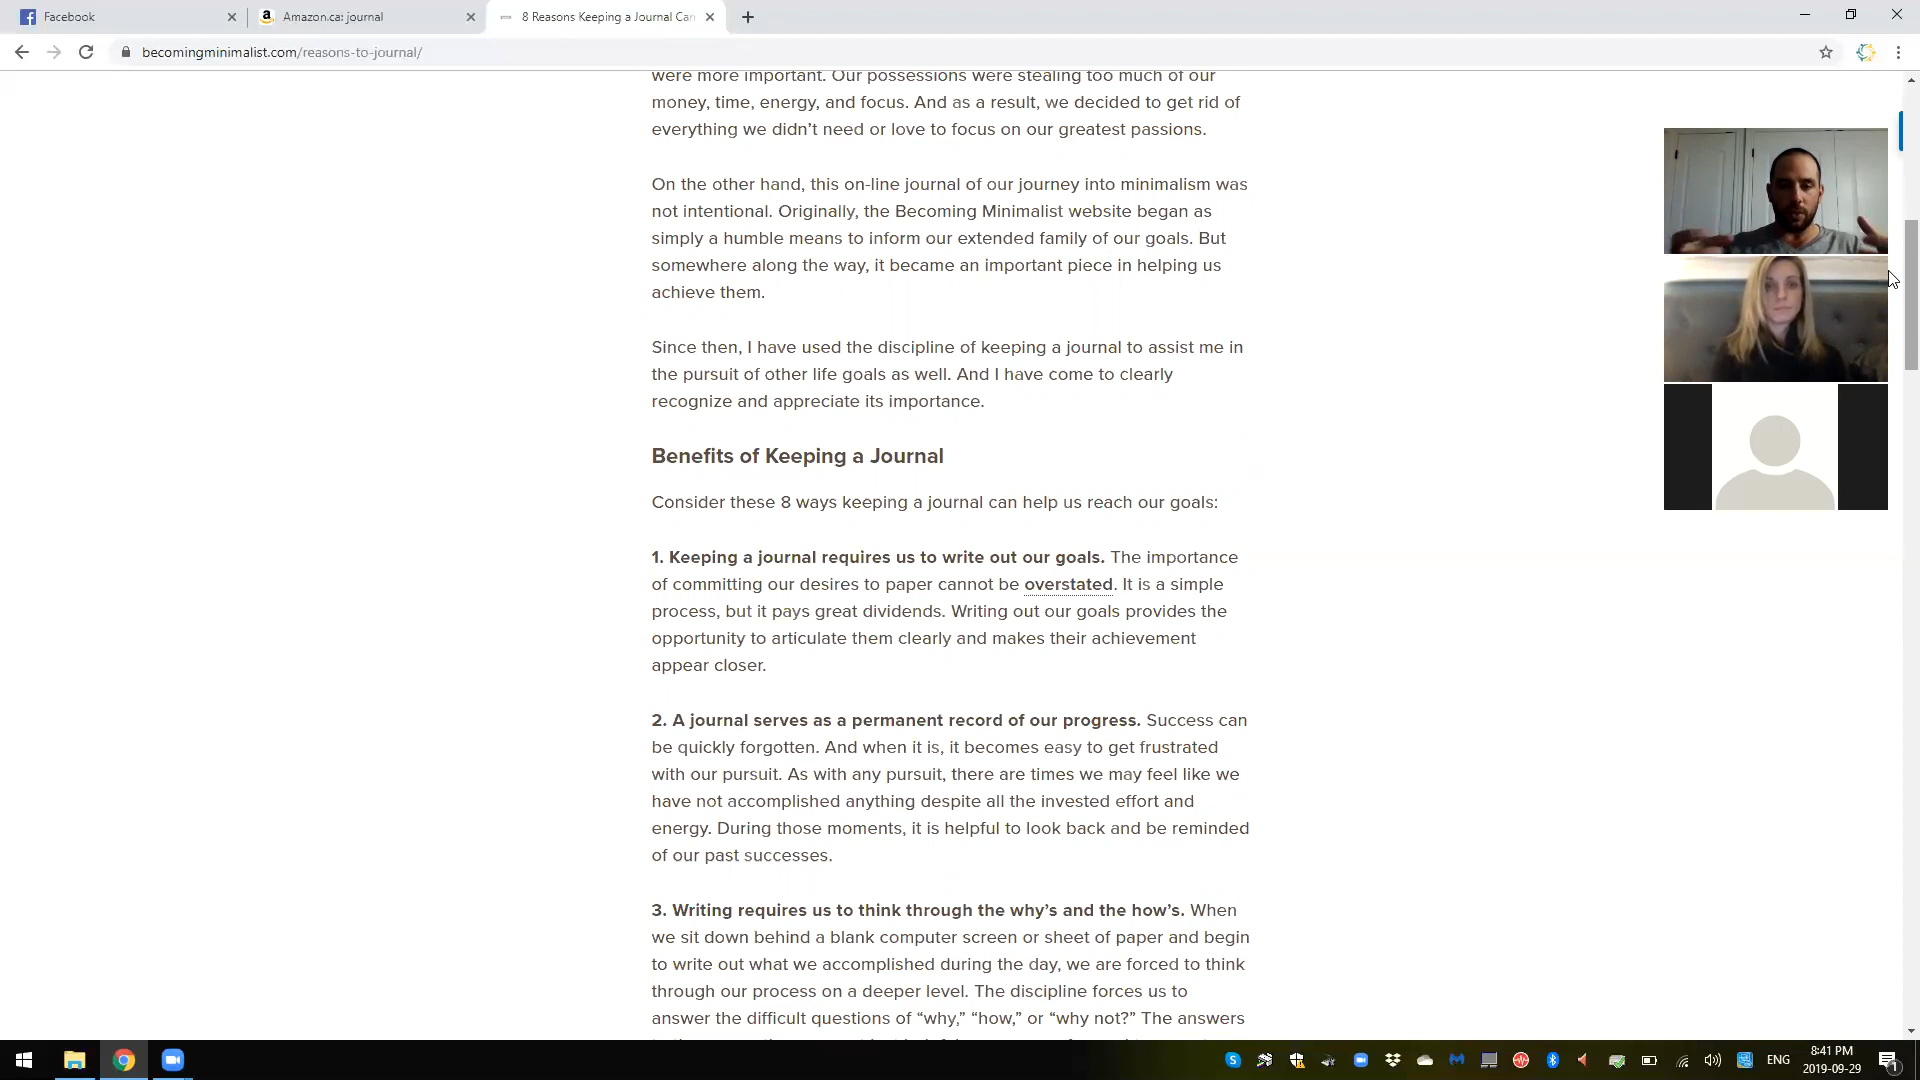 Facebook
Amazon.ca: journal
8 Reasons Keeping a Journal Can
becomingminimalist.com/reasons-to-journal/
were more important. Our possessions were stealing too much of our
money, time, energy, and focus. And as a result, we decided to get rid of
everything we didn’t need or love to focus on our greatest passions.
On the other hand, this on-line journal of our journey into minimalism was
not intentional. Originally, the Becoming Minimalist website began as
simply a humble means to inform our extended family of our goals. But
somewhere along the way, it became an important piece in helping us
achieve them.
Since then, I have used the discipline of keeping a journal to assist me in
the pursuit of other life goals as well. And I have come to clearly
recognize and appreciate its importance.
Benefits of Keeping a Journal
Consider these 8 ways keeping a journal can help us reach our goals:
1. Keeping a journal requires us to write out our goals. The importance
of committing our desires to paper cannot be overstated. It is a simple
process, but it pays great dividends. Writing out our goals provides the
opportunity to articulate them clearly and makes their achievement
appear closer.
2. A journal serves as a permanent record of our progress. Success can
be quickly forgotten. And when it is, it becomes easy to get frustrated
with our pursuit. As with any pursuit, there are times we may feel like we
have not accomplished anything despite all the invested effort and
energy. During those moments, it is helpful to look back and be reminded
of our past successes.
3. Writing requires us to think through the why’s and the how’s. When
we sit down behind a blank computer screen or sheet of paper and begin
to write out what we accomplished during the day, we are forced to think
through our process on a deeper level. The discipline forces us to
answer the difficult questions of “why,” “how,” or “why not?” The answers
ENG
8:41 PM
2019-09-29
1